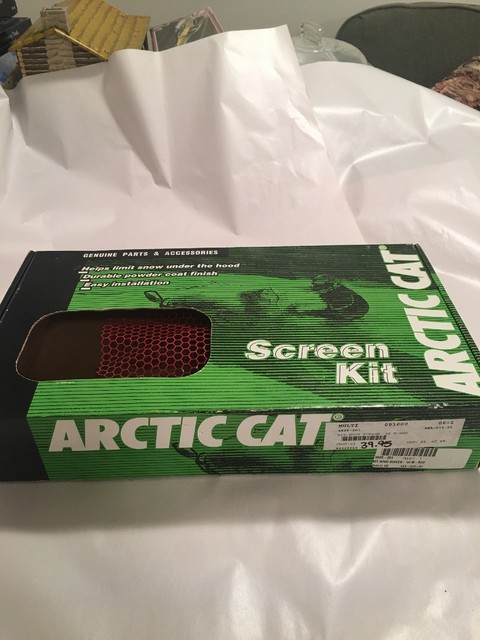 GENUINE PARTS & ACCESSORIES
Helps limit snow under the hood
Durable powder coat finish
Easy installation
ARCTIC CAT®
Screen
Kit
ARCTIC CAT®
MULTI
39.95